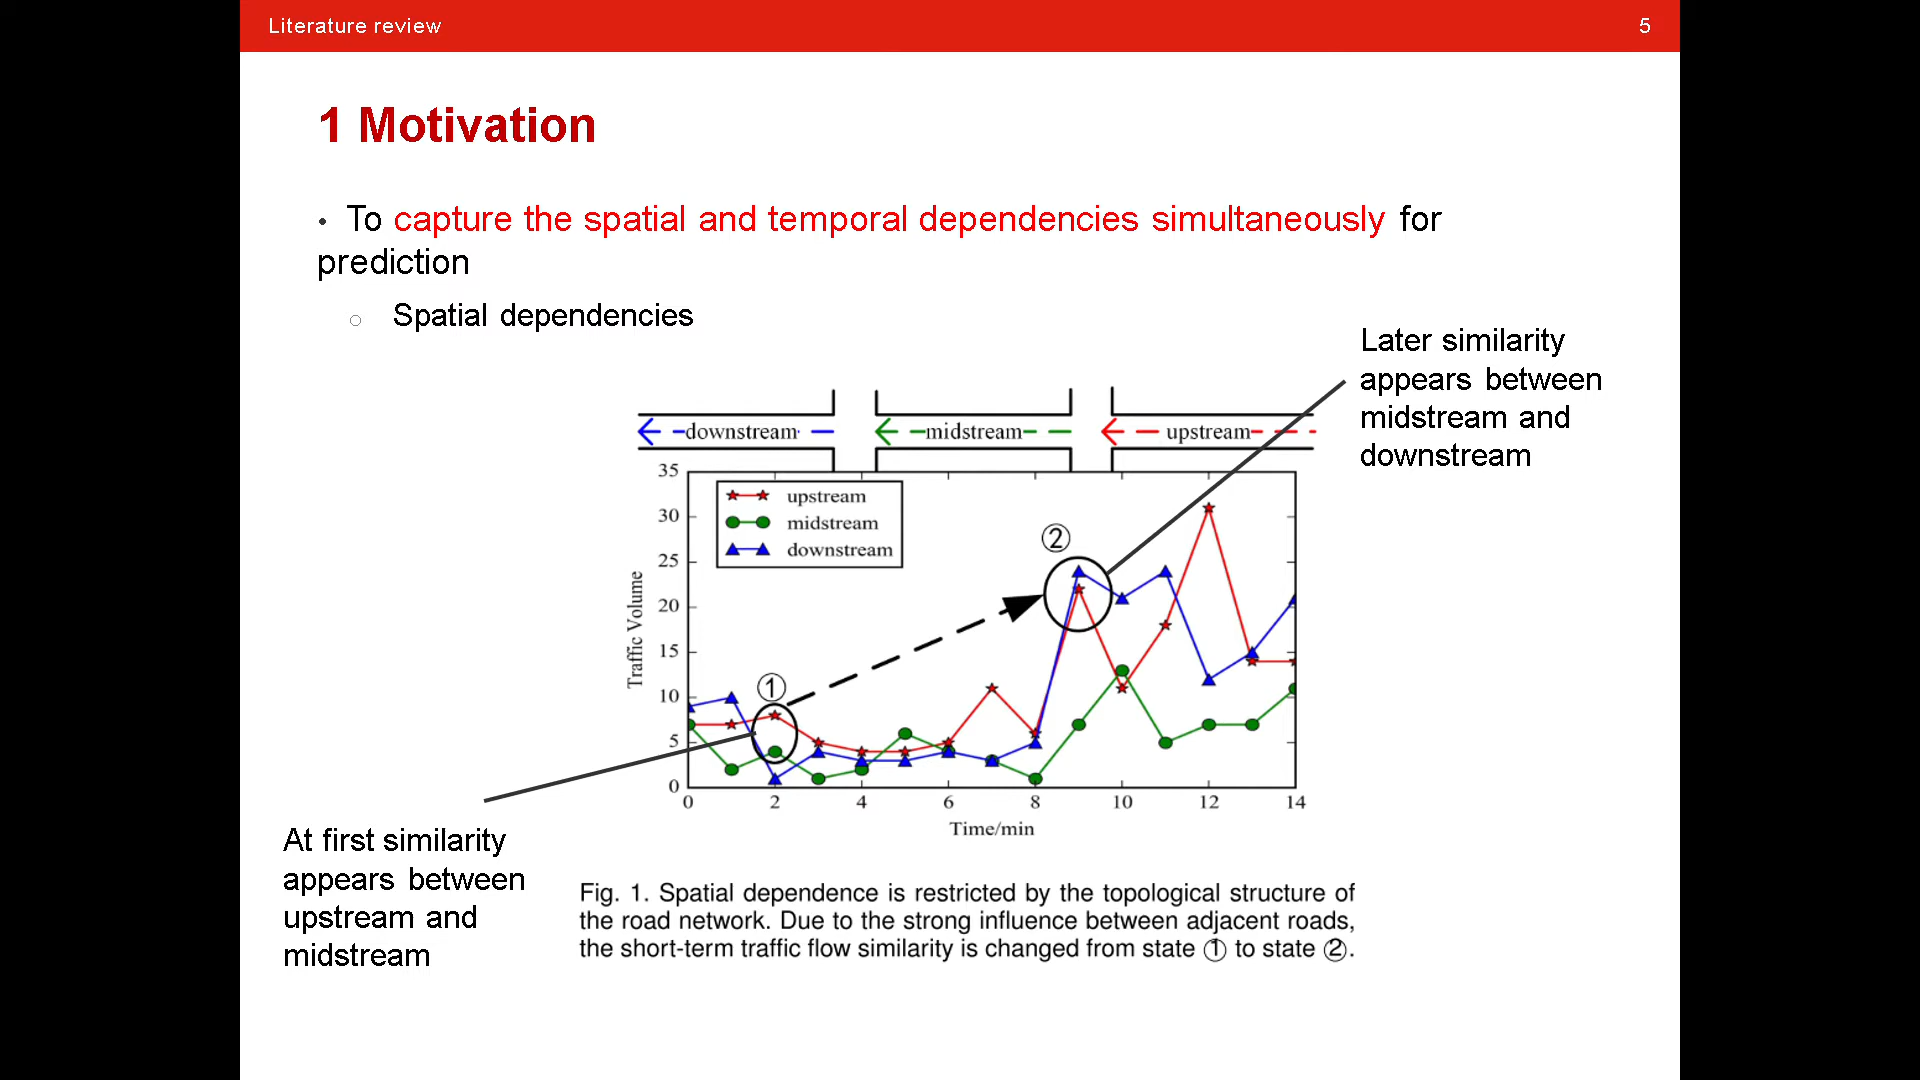 Literature review
5
1 Motivation
• To capture the spatial and temporal dependencies simultaneously for
prediction
○ Spatial dependencies
Later similarity
appears between
midstream and
downstream
downstream midstream upstream
35
30
25
20
15
10
5
0
Traffic Volume
upstream
midstream
downstream
①
②
0 2 4 6 8 10 12 14
Time/min
At first similarity
appears between
upstream and
midstream
Fig. 1. Spatial dependence is restricted by the topological structure of
the road network. Due to the strong influence between adjacent roads,
the short-term traffic flow similarity is changed from state ① to state ②.